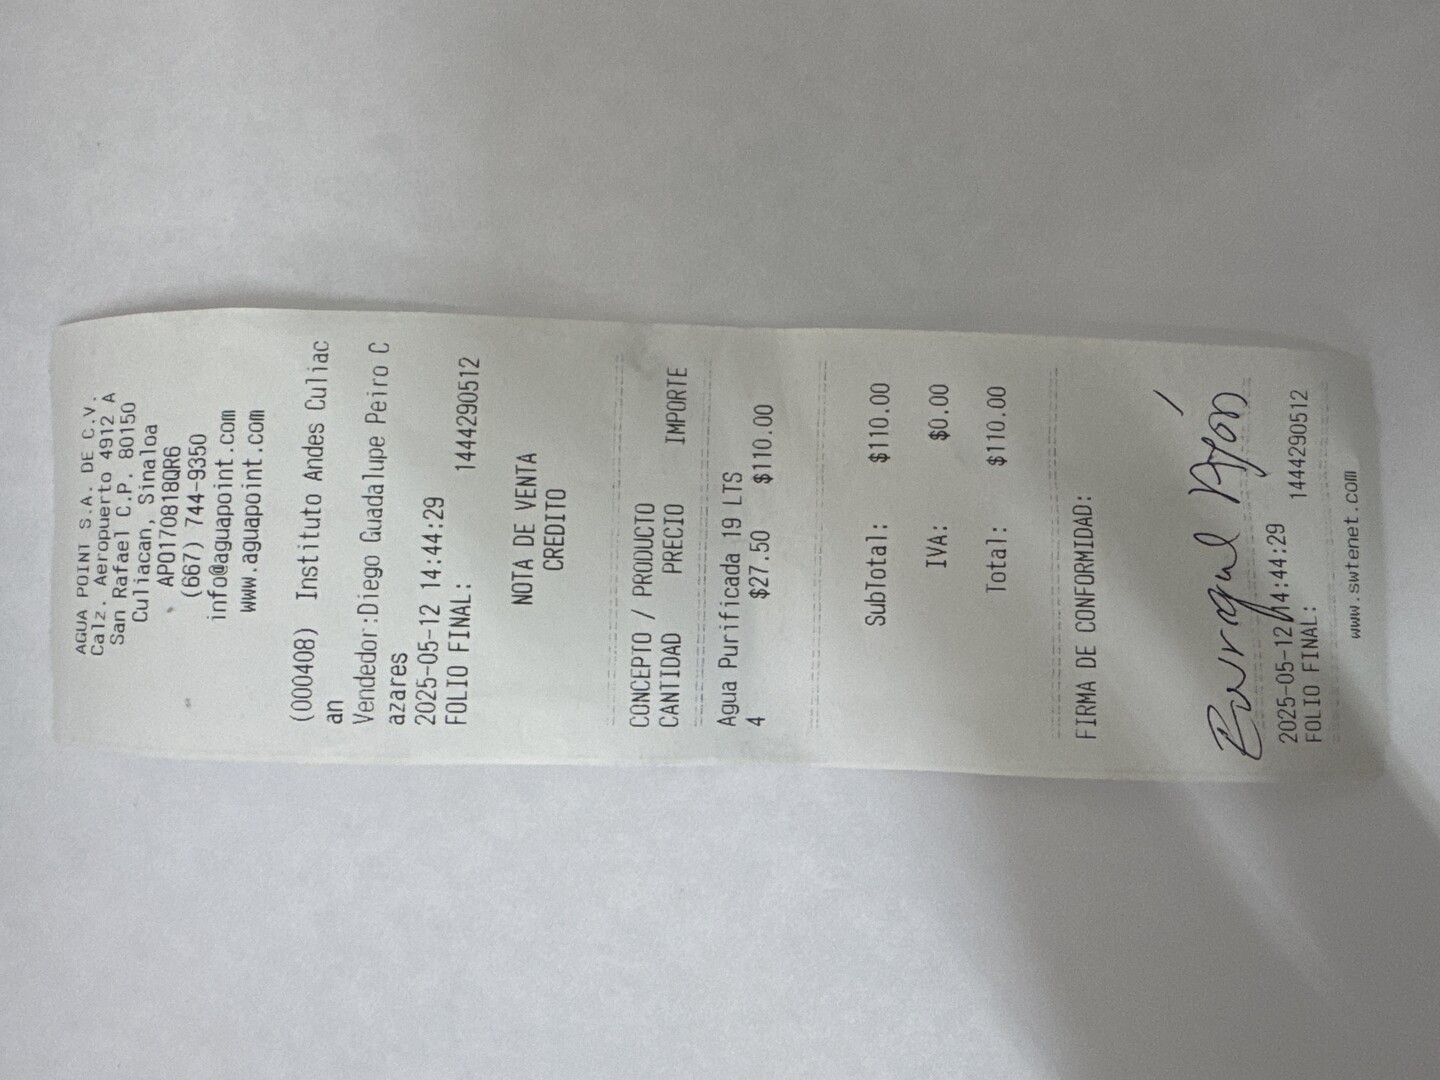 AGUA POINT S.A. DE C.V.
Calz. Aeropuerto 4912 A
San Rafael C.P. 80150
Culiacan, Sinaloa
APO170818QR6
(667) 744-9350
info@aguapoint.com
www.aguapoint.com
(000408) Instituto Andes Culiac
an
Vendedor:Diego Guadalupe Peiro C
azares
2025-05-12 14:44:29
FOLIO FINAL: 1444290512
NOTA DE VENTA
CREDITO
CONCEPTO / PRODUCTO
CANTIDAD PRECIO IMPORTE
Agua Purificada 19 LTS
4 $27.50 $110.00
SubTotal: $110.00
IVA: $0.00
Total: $110.00
FIRMA DE CONFORMIDAD:
2025-05-12 14:44:29
FOLIO FINAL: 1444290512
www.swtenet.com